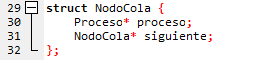 29 struct NodoCola {
30 Proceso* proceso;
31 NodoCola* siguiente;
32 };